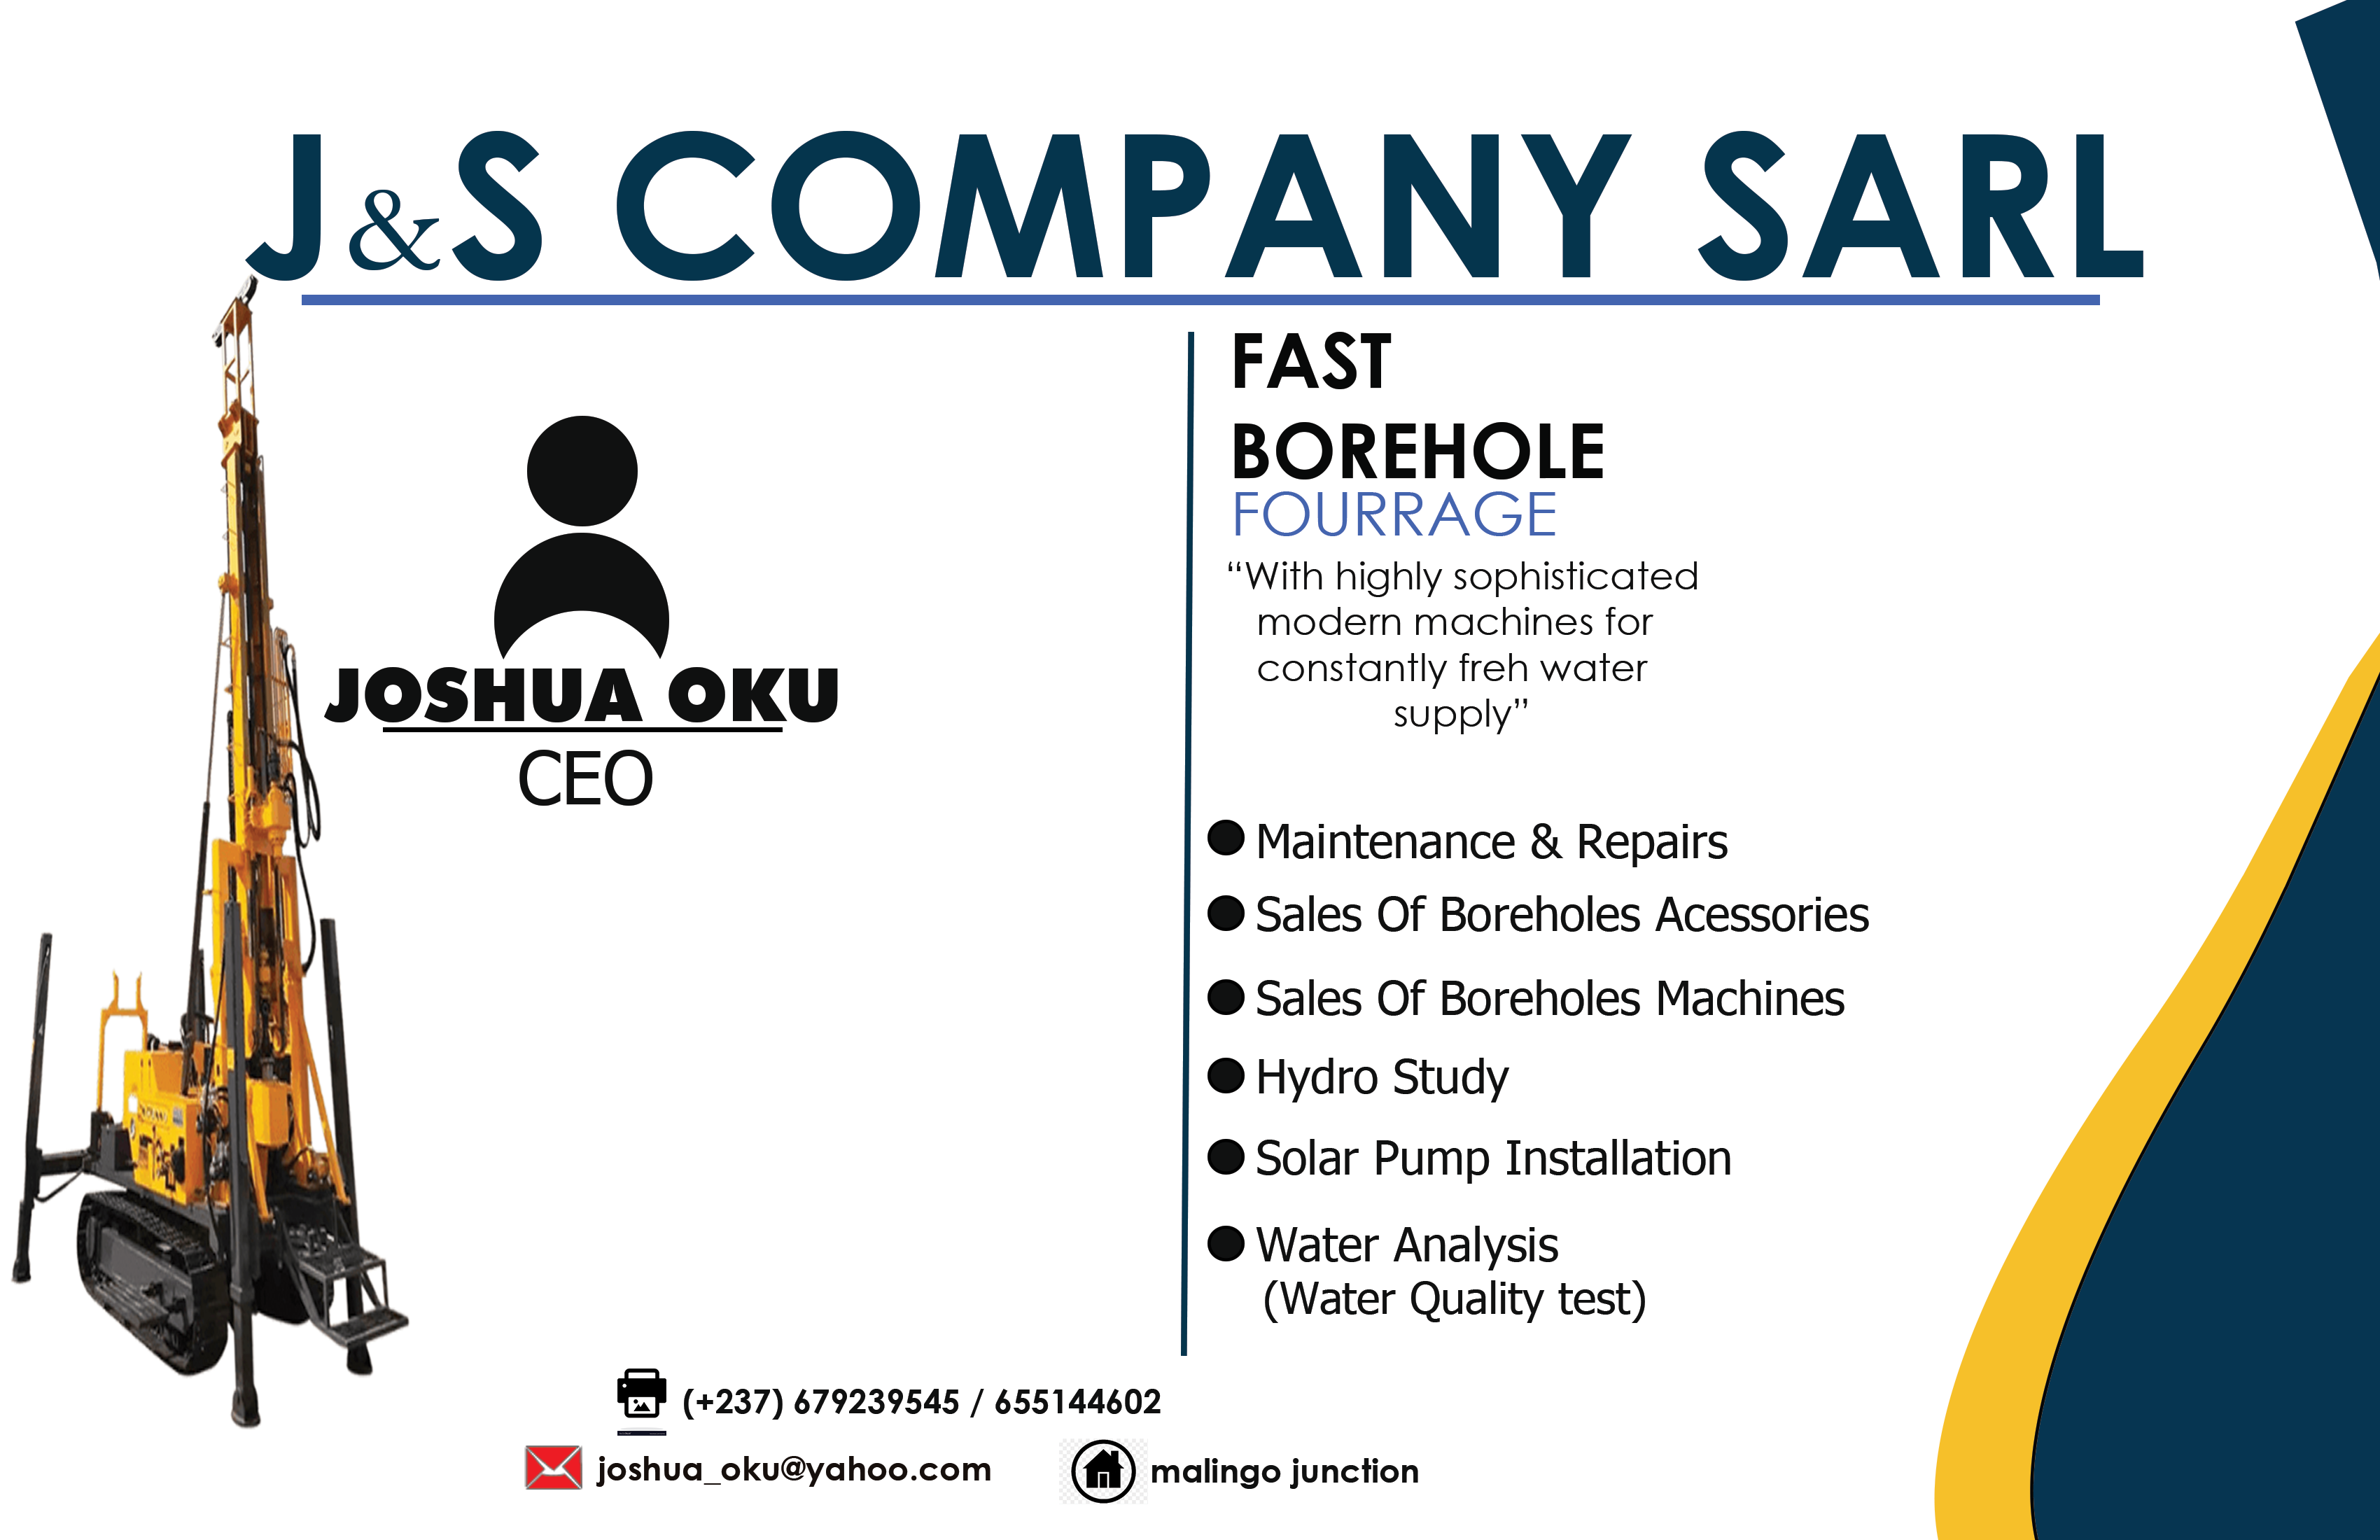 J&S COMPANY SARL
JOSHUA OKU
CEO
FAST
BOREHOLE
FOURRAGE
“With highly sophisticated
modern machines for
constantly freh water
supply”
Maintenance & Repairs
Sales Of Boreholes Acessories
Sales Of Boreholes Machines
Hydro Study
Solar Pump Installation
Water Analysis
(Water Quality test)
(+237) 679239545 / 655144602
joshua_oku@yahoo.com
malingo junction